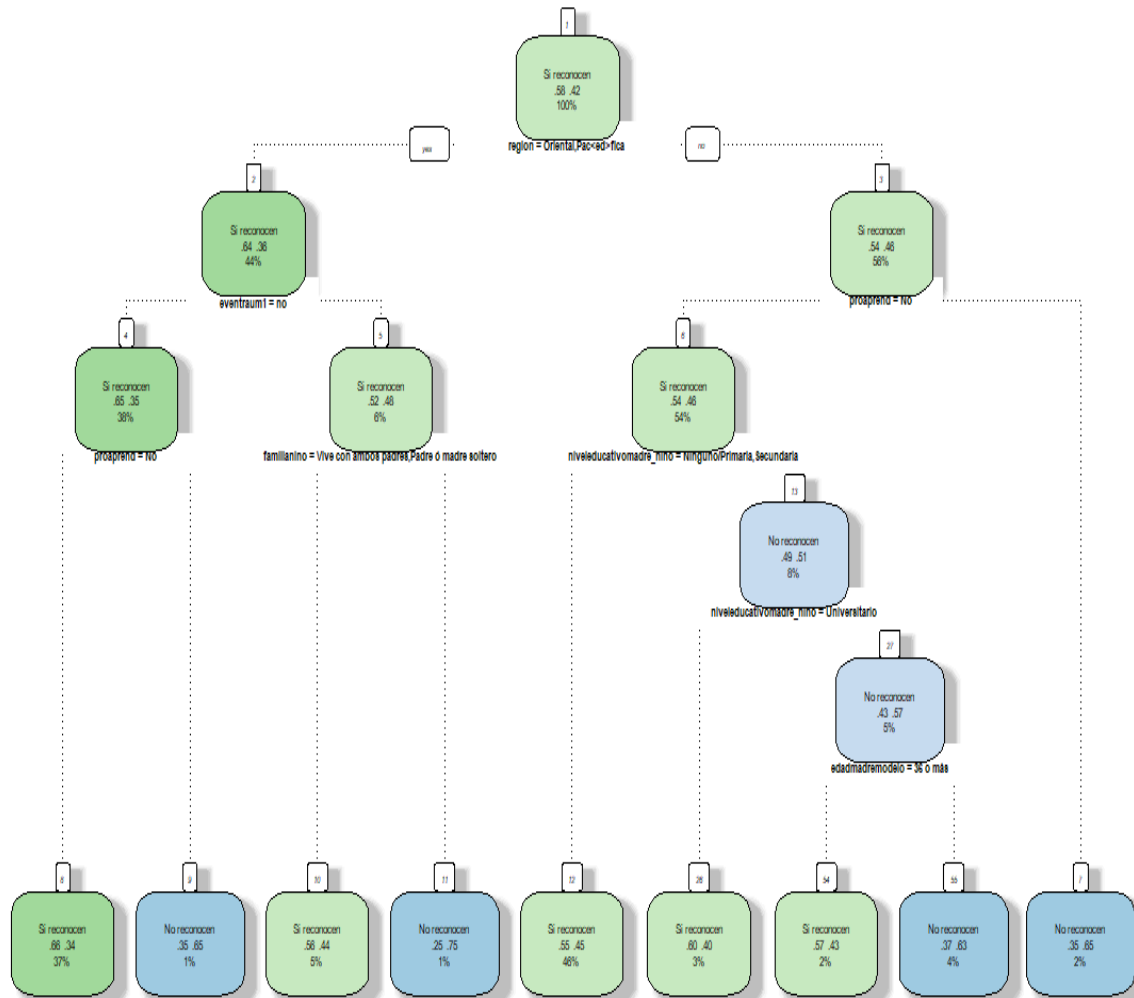 1
Si reconocen
.58 .42
100%
yes
region = Oriental,Pac<ed>fica
no
2
Si reconocen
.64 .36
44%
eventraum1 = no
3
Si reconocen
.54 .46
56%
proaprend = No
4
Si reconocen
.65 .35
38%
proaprend = No
5
Si reconocen
.52 .48
6%
familianino = Vive con ambos padres,Padre ó madre soltero
6
Si reconocen
.54 .46
54%
niveleducativomadre_nino = Ninguno/Primaria,Secundaria
13
No reconocen
.49 .51
8%
niveleducativomadre_nino = Universitario
27
No reconocen
.43 .57
5%
edadmadremodelo = 36 o más
8
Si reconocen
.66 .34
37%
9
No reconocen
.35 .65
1%
10
Si reconocen
.56 .44
5%
11
No reconocen
.25 .75
1%
12
Si reconocen
.55 .45
46%
26
Si reconocen
.60 .40
3%
54
Si reconocen
.57 .43
2%
55
No reconocen
.37 .63
4%
7
No reconocen
.35 .65
2%